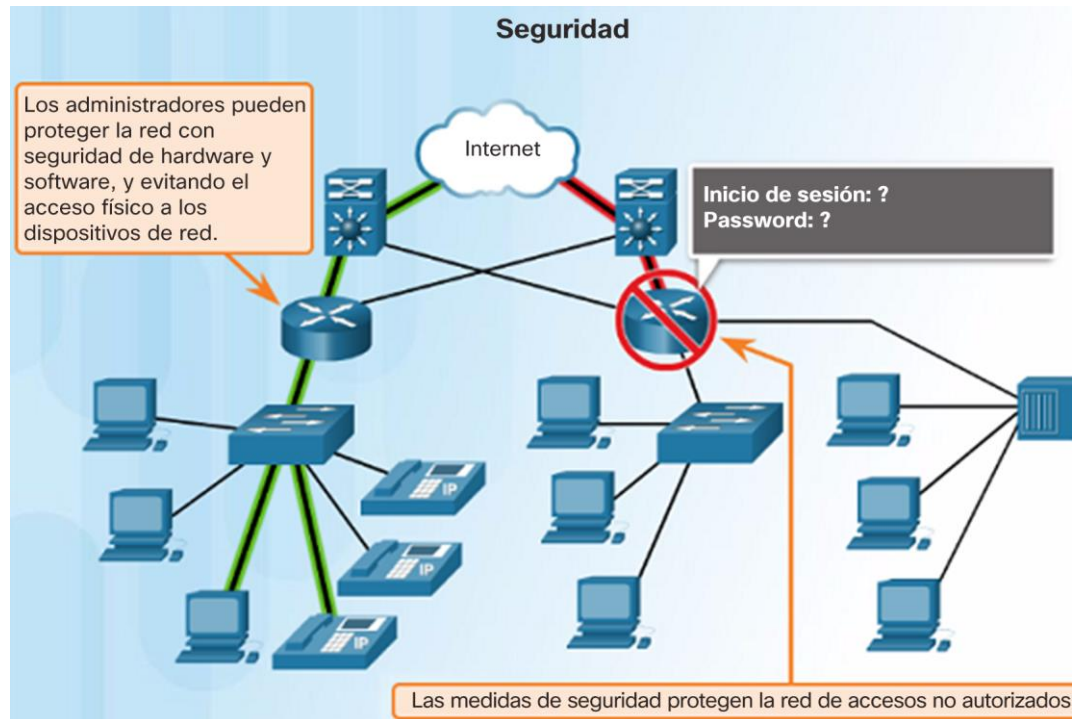 Seguridad
Los administradores pueden
proteger la red con
seguridad de hardware y
software, y evitando el
acceso físico a los
dispositivos de red.
Internet
Inicio de sesión: ?
Password: ?
IP
IP
IP
Las medidas de seguridad protegen la red de accesos no autorizados